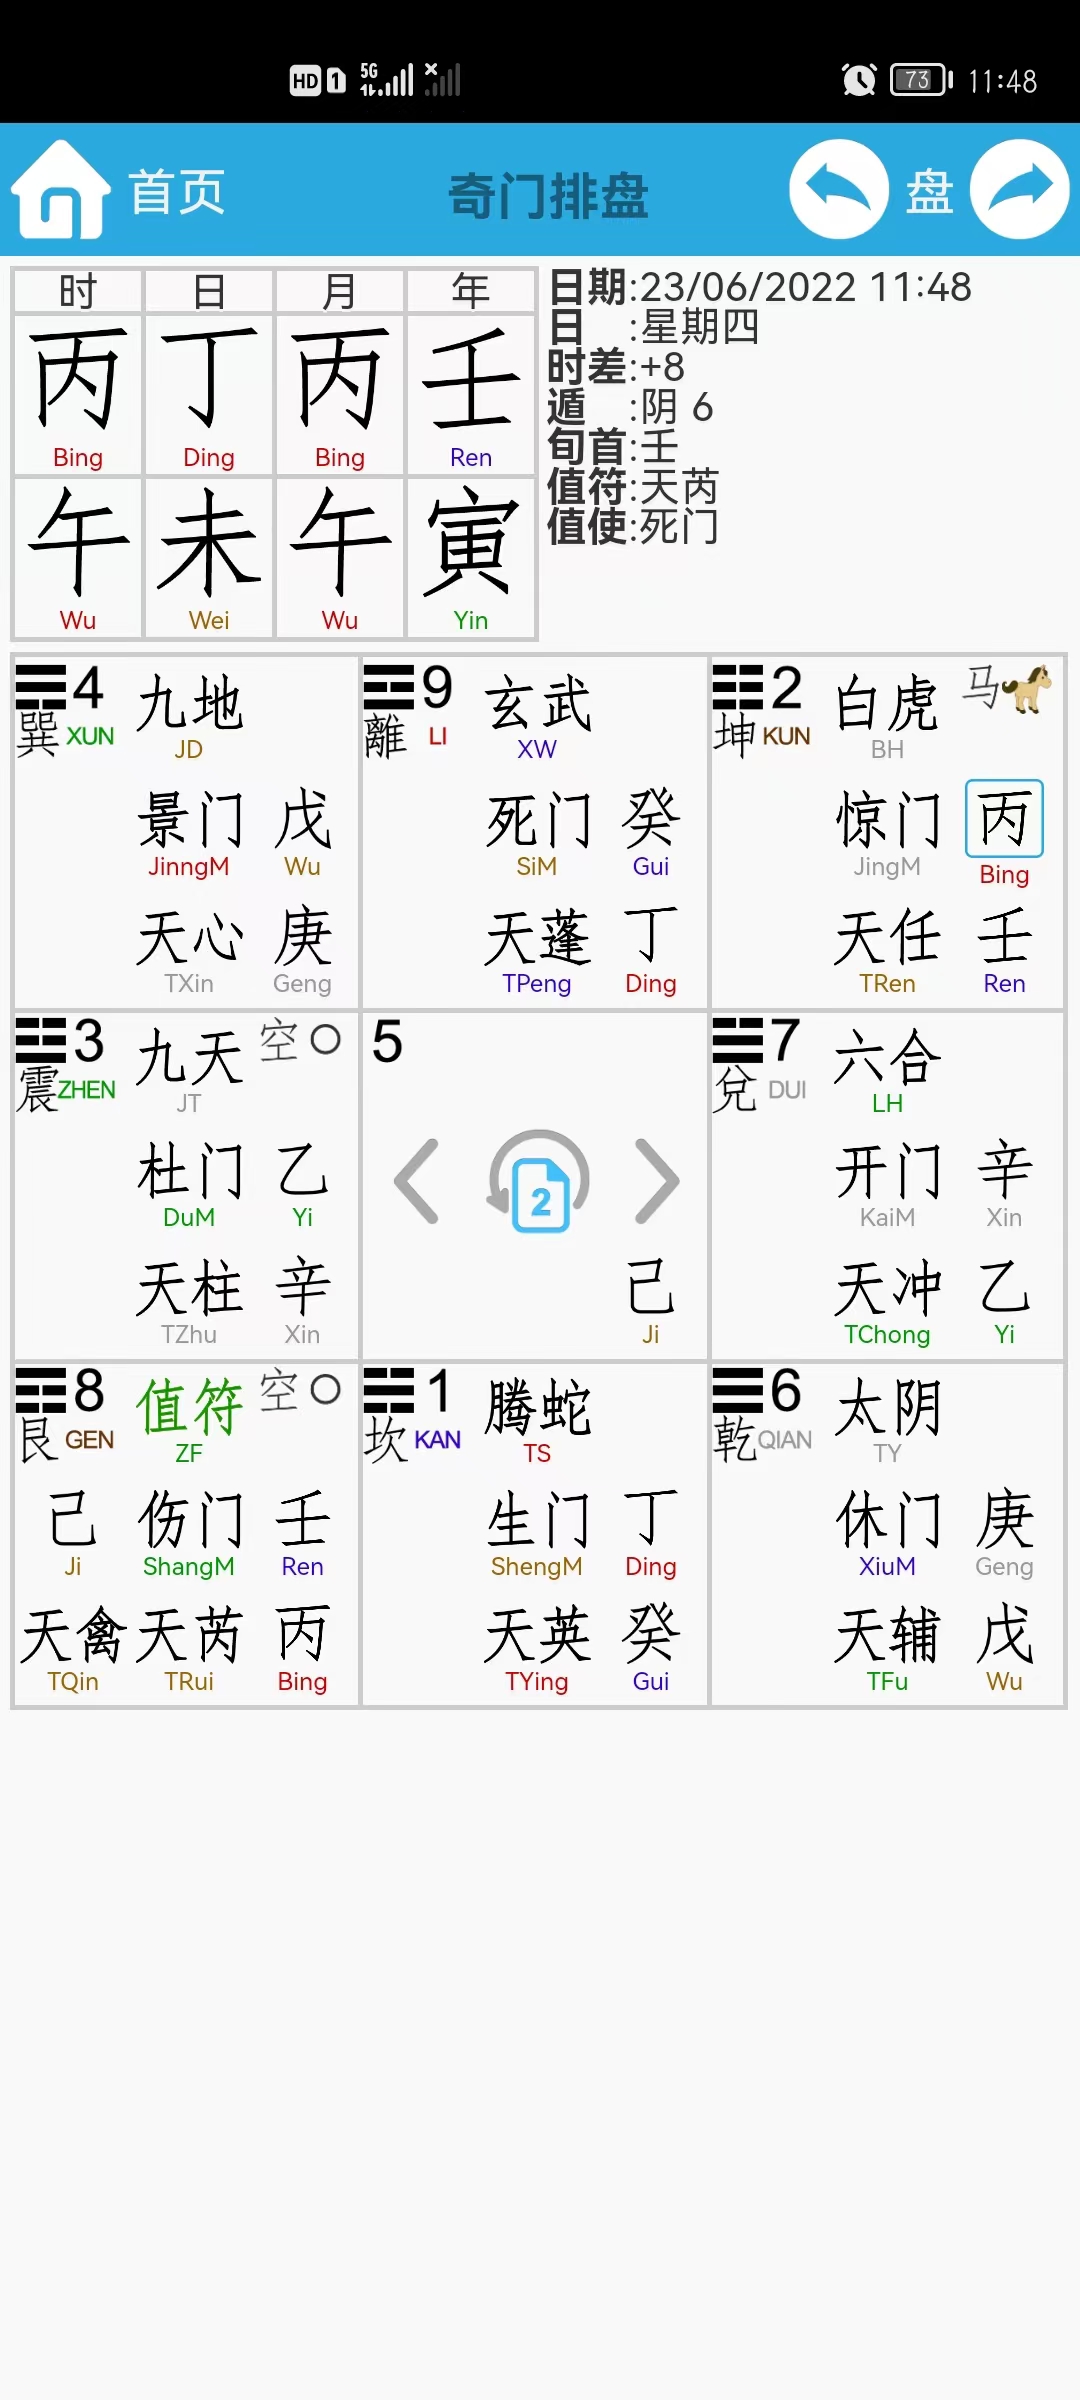 HD 1 5G 73 11:48
首页 奇门排盘 盘
时 日 月 年
丙 丁 丙 壬
Bing Ding Bing Ren
午 未 午 寅
Wu Wei Wu Yin
日期:23/06/2022 11:48
日 :星期四
时差:+8
遁 :阴 6
旬首:壬
值符:天芮
值使:死门
4 九地
巽 XUN JD
景门 戊
JinngM Wu
天心 庚
TXin Geng
9 玄武
離 LI XW
死门 癸
SiM Gui
天蓬 丁
TPeng Ding
2 白虎 马
坤 KUN BH
惊门 丙
JingM Bing
天任 壬
TRen Ren
3 九天 空
震 ZHEN JT
杜门 乙
DuM Yi
天柱 辛
TZhu Xin
5
2
己
Ji
7 六合
兌 DUI LH
开门 辛
KaiM Xin
天冲 乙
TChong Yi
8 值符 空
艮 GEN ZF
己 伤门 壬
Ji ShangM Ren
天禽 天芮 丙
TQin TRui Bing
1 腾蛇
坎 KAN TS
生门 丁
ShengM Ding
天英 癸
TYing Gui
6 太阴
乾 QIAN TY
休门 庚
XiuM Geng
天辅 戊
TFu Wu